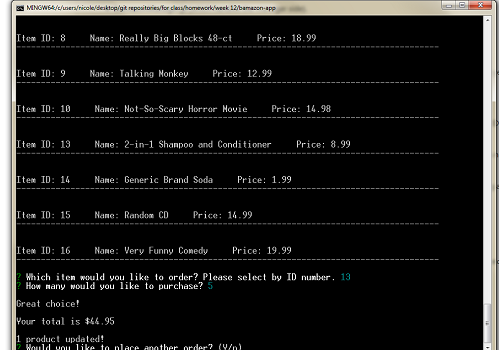 MINGW64:/c/users/nicole/desktop/git repositories/for class/homework/week 12/bamazon-app
Item ID: 8 Name: Really Big Blocks 48-ct Price: 18.99
Item ID: 9 Name: Talking Monkey Price: 12.99
Item ID: 10 Name: Not-So-Scary Horror Movie Price: 14.98
Item ID: 13 Name: 2-in-1 Shampoo and Conditioner Price: 8.99
Item ID: 14 Name: Generic Brand Soda Price: 1.99
Item ID: 15 Name: Random CD Price: 14.99
Item ID: 16 Name: Very Funny Comedy Price: 19.99
? Which item would you like to order? Please select by ID number. 13
? How many would you like to purchase? 5
Great choice!
Your total is $44.95
1 product updated!
? Would you like to place another order? (Y/n)